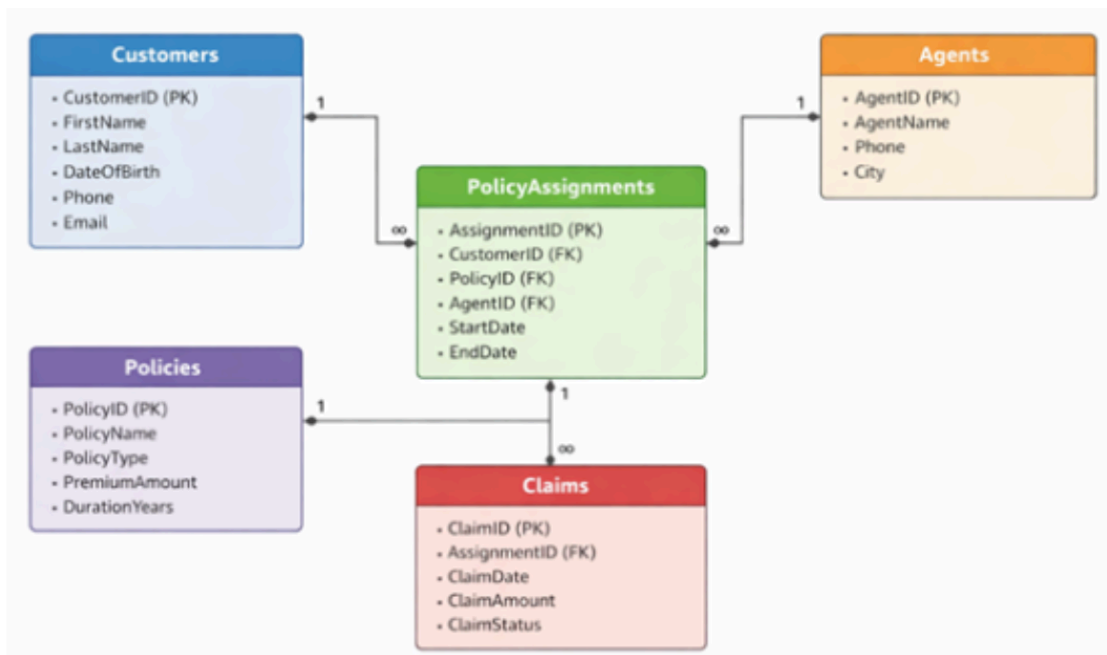 Customers
• CustomerID (PK)
• FirstName
• LastName
• DateOfBirth
• Phone
• Email
1
∞
Agents
• AgentID (PK)
• AgentName
• Phone
• City
1
∞
PolicyAssignments
• AssignmentID (PK)
• CustomerID (FK)
• PolicyID (FK)
• AgentID (FK)
• StartDate
• EndDate
Policies
• PolicyID (PK)
• PolicyName
• PolicyType
• PremiumAmount
• DurationYears
1
1
∞
Claims
• ClaimID (PK)
• AssignmentID (FK)
• ClaimDate
• ClaimAmount
• ClaimStatus